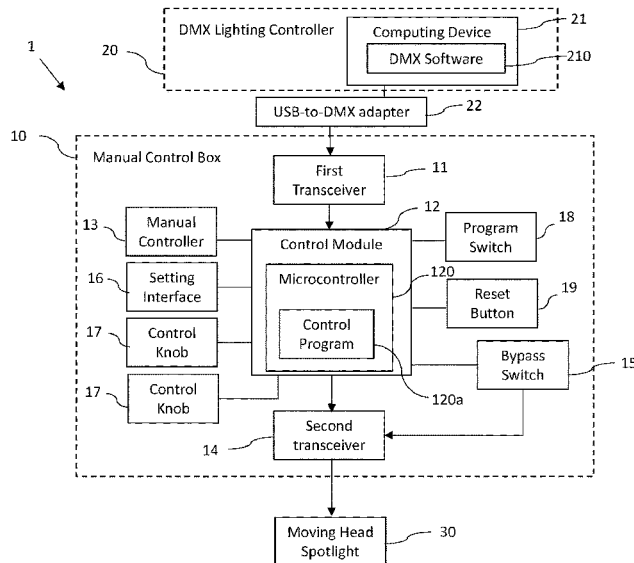 DMX Lighting Controller
Computing Device
21
DMX Software
210
1
20
USB-to-DMX adapter
22
10
Manual Control Box
First
Transceiver
11
12
13
Manual
Controller
Control Module
Program
Switch
18
16
Setting
Interface
Microcontroller
120
Reset
Button
19
17
Control
Knob
Control
Program
Bypass
Switch
15
17
Control
Knob
120a
14
Second
transceiver
Moving Head
Spotlight
30